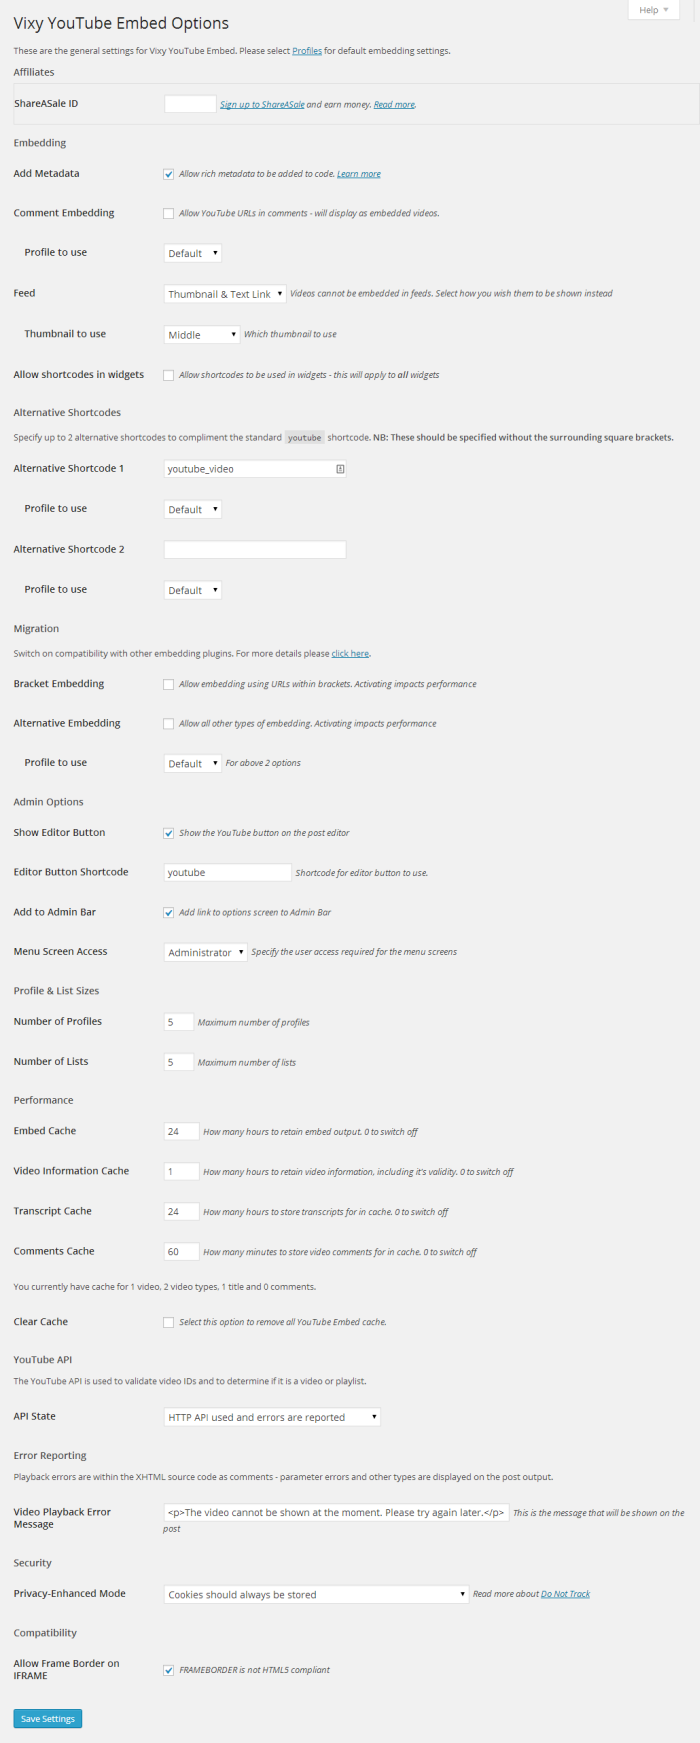 Help
Vixy YouTube Embed Options
These are the general settings for Vixy YouTube Embed. Please select Profiles for default embedding settings.
Affiliates
ShareASale ID Sign up to ShareASale and earn money. Read more.
Embedding
Add Metadata Allow rich metadata to be added to code. Learn more
Comment Embedding Allow YouTube URLs in comments - will display as embedded videos.
Profile to use Default
Feed Thumbnail & Text Link Videos cannot be embedded in feeds. Select how you wish them to be shown instead
Thumbnail to use Middle Which thumbnail to use
Allow shortcodes in widgets Allow shortcodes to be used in widgets - this will apply to all widgets
Alternative Shortcodes
Specify up to 2 alternative shortcodes to compliment the standard youtube shortcode. NB: These should be specified without the surrounding square brackets.
Alternative Shortcode 1 youtube_video
Profile to use Default
Alternative Shortcode 2
Profile to use Default
Migration
Switch on compatibility with other embedding plugins. For more details please click here.
Bracket Embedding Allow embedding using URLs within brackets. Activating impacts performance
Alternative Embedding Allow all other types of embedding. Activating impacts performance
Profile to use Default For above 2 options
Admin Options
Show Editor Button Show the YouTube button on the post editor
Editor Button Shortcode youtube Shortcode for editor button to use.
Add to Admin Bar Add link to options screen to Admin Bar
Menu Screen Access Administrator Specify the user access required for the menu screens
Profile & List Sizes
Number of Profiles 5 Maximum number of profiles
Number of Lists 5 Maximum number of lists
Performance
Embed Cache 24 How many hours to retain embed output. 0 to switch off
Video Information Cache 1 How many hours to retain video information, including it's validity. 0 to switch off
Transcript Cache 24 How many hours to store transcripts for in cache. 0 to switch off
Comments Cache 60 How many minutes to store video comments for in cache. 0 to switch off
You currently have cache for 1 video, 2 video types, 1 title and 0 comments.
Clear Cache Select this option to remove all YouTube Embed cache.
YouTube API
The YouTube API is used to validate video IDs and to determine if it is a video or playlist.
API State HTTP API used and errors are reported
Error Reporting
Playback errors are within the XHTML source code as comments - parameter errors and other types are displayed on the post output.
Video Playback Error Message <p>The video cannot be shown at the moment. Please try again later.</p> This is the message that will be shown on the
post
Security
Privacy-Enhanced Mode Cookies should always be stored Read more about Do Not Track
Compatibility
Allow Frame Border on
IFRAME FRAMEBORDER is not HTML5 compliant
Save Settings